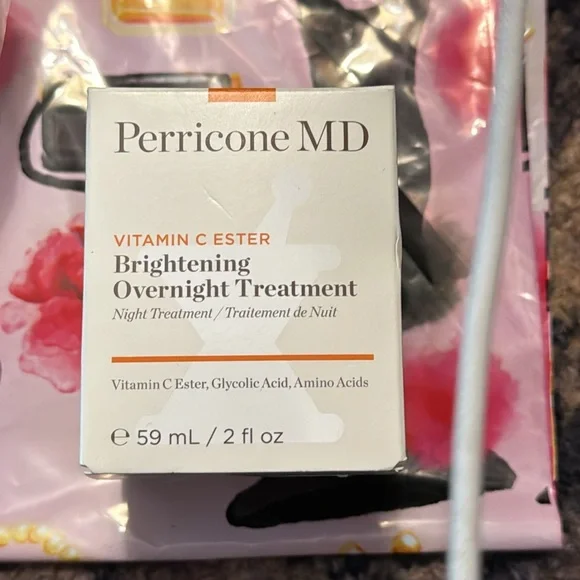 Perricone MD
VITAMIN C ESTER
Brightening
Overnight Treatment
Night Treatment / Traitement de Nuit
Vitamin C Ester, Glycolic Acid, Amino Acids
℮ 59 mL / 2 fl oz